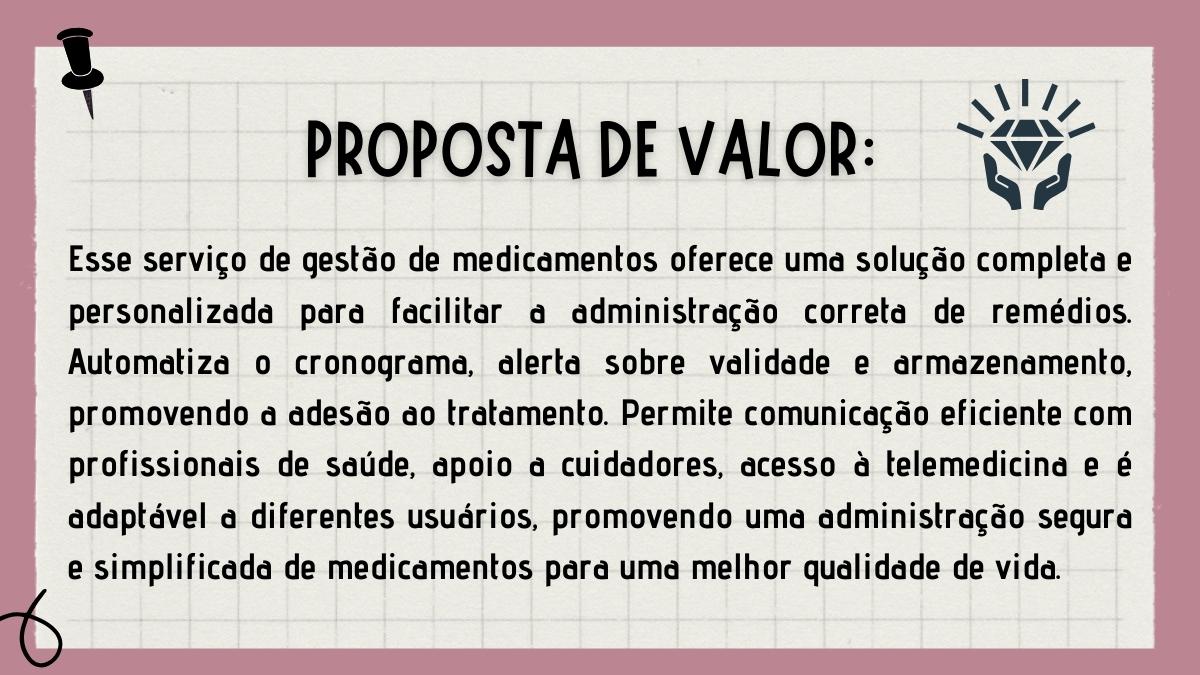 PROPOSTA DE VALOR:
Esse serviço de gestão de medicamentos oferece uma solução completa e
personalizada para facilitar a administração correta de remédios.
Automatiza o cronograma, alerta sobre validade e armazenamento,
promovendo a adesão ao tratamento. Permite comunicação eficiente com
profissionais de saúde, apoio a cuidadores, acesso à telemedicina e é
adaptável a diferentes usuários, promovendo uma administração segura
e simplificada de medicamentos para uma melhor qualidade de vida.